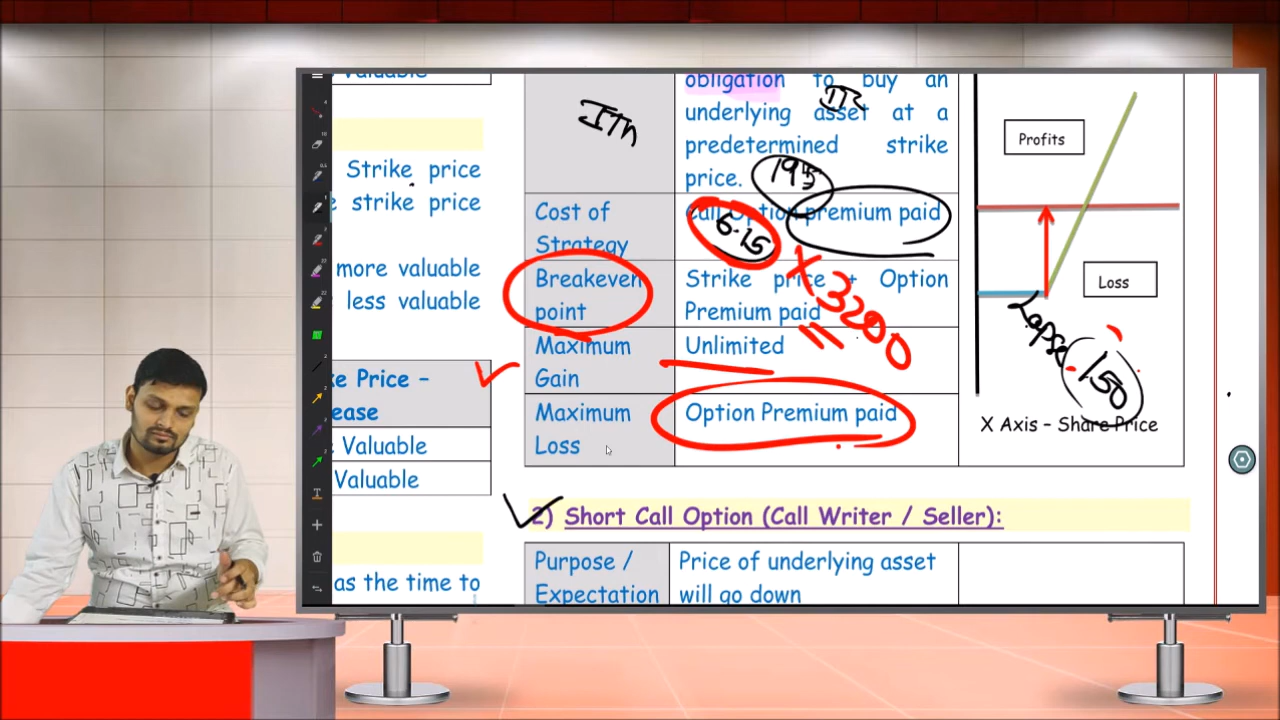 Valuable
Strike price
strike price
more valuable
less valuable
ke Price –
ease
Valuable
Valuable
as the time to
obligation to buy an
underlying asset at a
predetermined strike
price.
195
Cost of
Strategy
Call Option premium paid
6.15
Breakeven
point
Strike price + Option
Premium paid
X 3200
Maximum
Gain
Unlimited
Maximum
Loss
Option Premium paid
Profits
Loss
Lapse
150
X Axis – Share Price
2) Short Call Option (Call Writer / Seller):
Purpose /
Expectation
Price of underlying asset
will go down